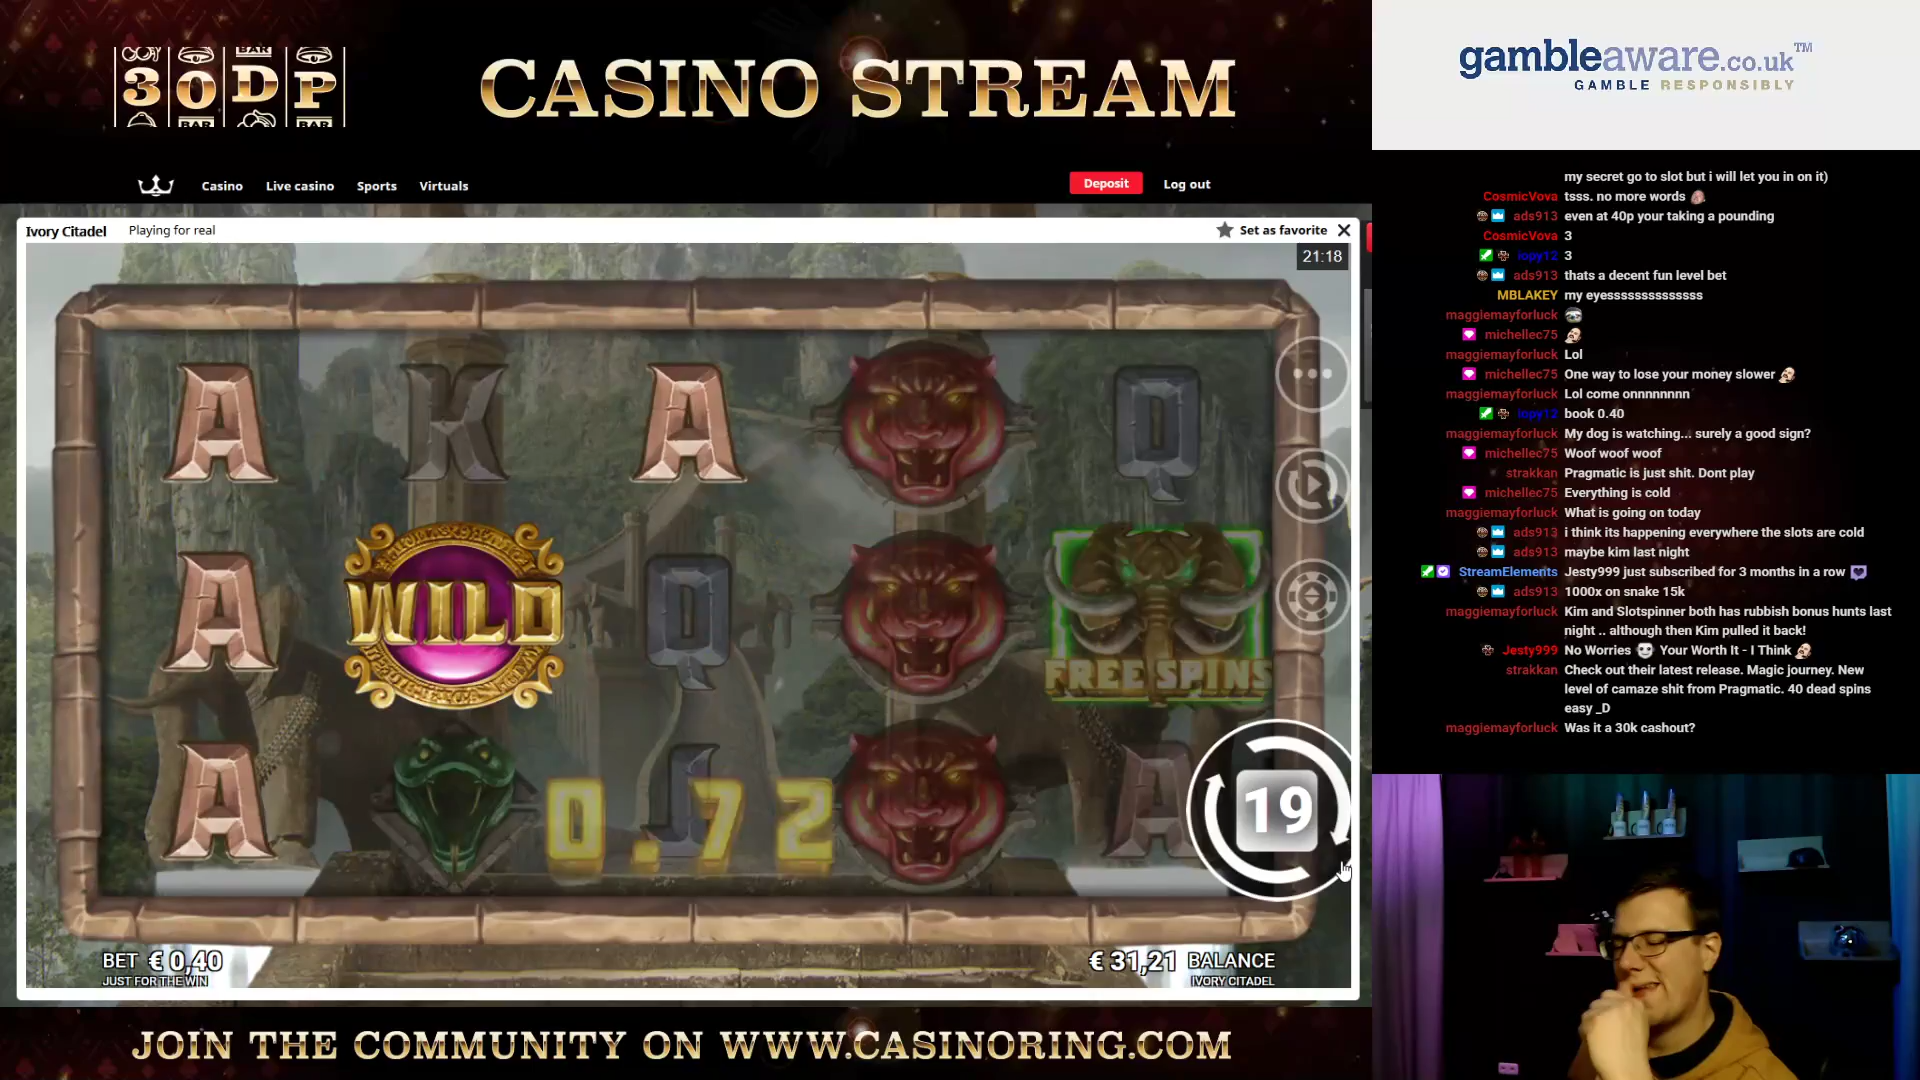 30DP
BAR
BAR
BAR
CASINO STREAM
Casino
Live casino
Sports
Virtuals
Deposit
Log out
Ivory Citadel
Playing for real
Set as favorite
21:18
A K A Q
A WILD Q FREE SPINS
A J A
0.72
19
BET € 0,40
JUST FOR THE WIN
€ 31,21 BALANCE
IVORY CITADEL
JOIN THE COMMUNITY ON WWW.CASINORING.COM
gambleaware.co.uk™
GAMBLE RESPONSIBLY
my secret go to slot but i will let you in on it)
CosmicVova tsss. no more words
ads913 even at 40p your taking a pounding
CosmicVova 3
iopy12 3
ads913 thats a decent fun level bet
MBLAKEY my eyesssssssssssss
maggiemayforluck
michellec75
maggiemayforluck Lol
michellec75 One way to lose your money slower
maggiemayforluck Lol come onnnnnnnn
iopy12 book 0.40
maggiemayforluck My dog is watching... surely a good sign?
michellec75 Woof woof woof
strakkan Pragmatic is just shit. Dont play
michellec75 Everything is cold
maggiemayforluck What is going on today
ads913 i think its happening everywhere the slots are cold
ads913 maybe kim last night
StreamElements Jesty999 just subscribed for 3 months in a row
ads913 1000x on snake 15k
maggiemayforluck Kim and Slotspinner both has rubbish bonus hunts last
night .. although then Kim pulled it back!
Jesty999 No Worries Your Worth It - I Think
strakkan Check out their latest release. Magic journey. New
level of camaze shit from Pragmatic. 40 dead spins
easy _D
maggiemayforluck Was it a 30k cashout?